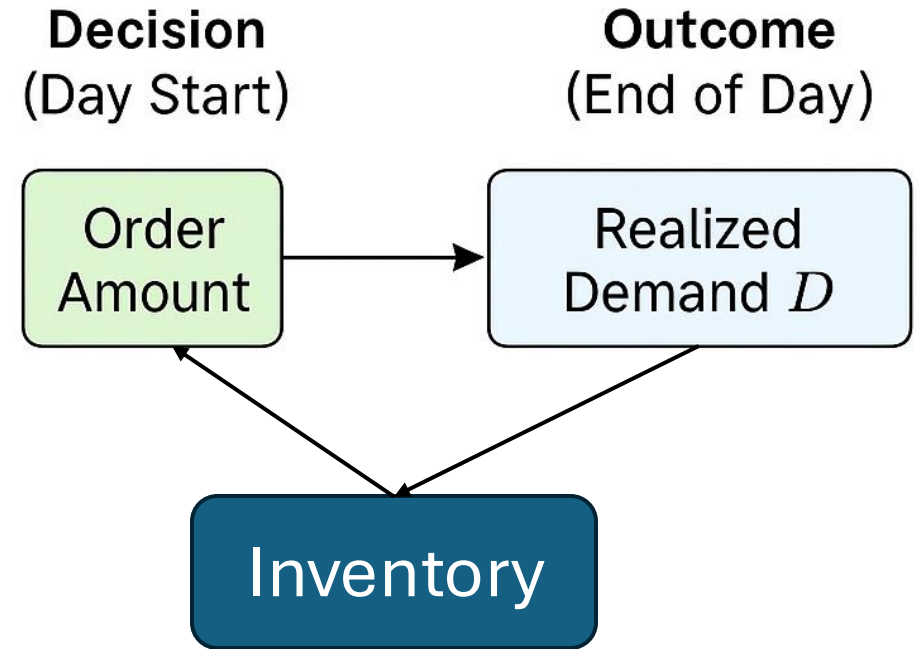 Decision
(Day Start)
Outcome
(End of Day)
Order
Amount
Realized
Demand D
Inventory